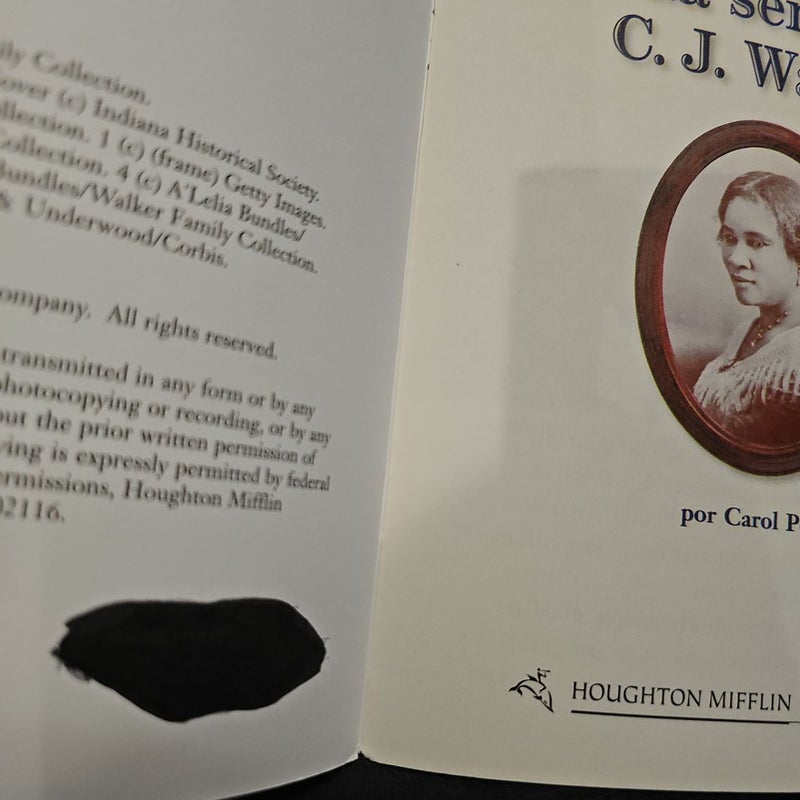 ily Collection.
over (c) Indiana Historical Society.
llection. 1 (c) (frame) Getty Images.
Collection. 4 (c) A'Lelia Bundles/
Bundles/Walker Family Collection.
& Underwood/Corbis.
ompany. All rights reserved.
transmitted in any form or by any
hotocopying or recording, or by any
out the prior written permission of
ying is expressly permitted by federal
ermissions, Houghton Mifflin
02116.
C. J. Wa
por Carol P
HOUGHTON MIFFLIN